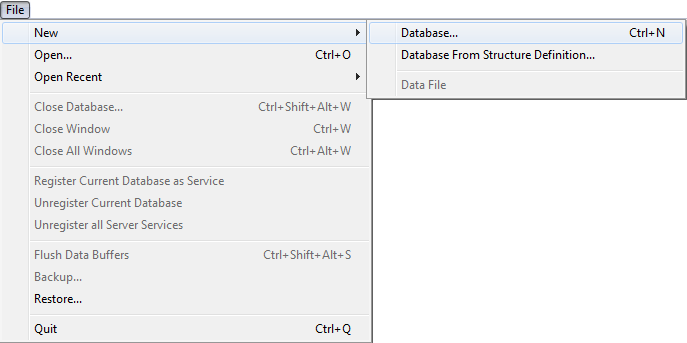 File
New
Database... Ctrl+N
Open... Ctrl+O
Database From Structure Definition...
Open Recent
Data File
Close Database... Ctrl+Shift+Alt+W
Close Window Ctrl+W
Close All Windows Ctrl+Alt+W
Register Current Database as Service
Unregister Current Database
Unregister all Server Services
Flush Data Buffers Ctrl+Shift+Alt+S
Backup...
Restore...
Quit Ctrl+Q